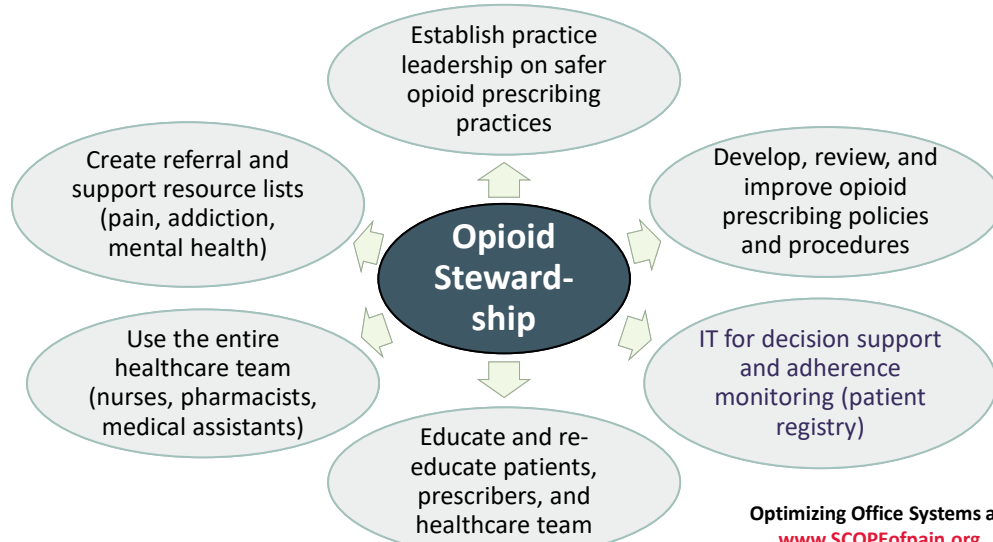 Establish practice
leadership on safer
opioid prescribing
practices
Create referral and
support resource lists
(pain, addiction,
mental health)
Develop, review, and
improve opioid
prescribing policies
and procedures
Opioid
Steward-
ship
Use the entire
healthcare team
(nurses, pharmacists,
medical assistants)
IT for decision support
and adherence
monitoring (patient
registry)
Educate and re-
educate patients,
prescribers, and
healthcare team
Optimizing Office Systems
www.SCOPEofpain.org